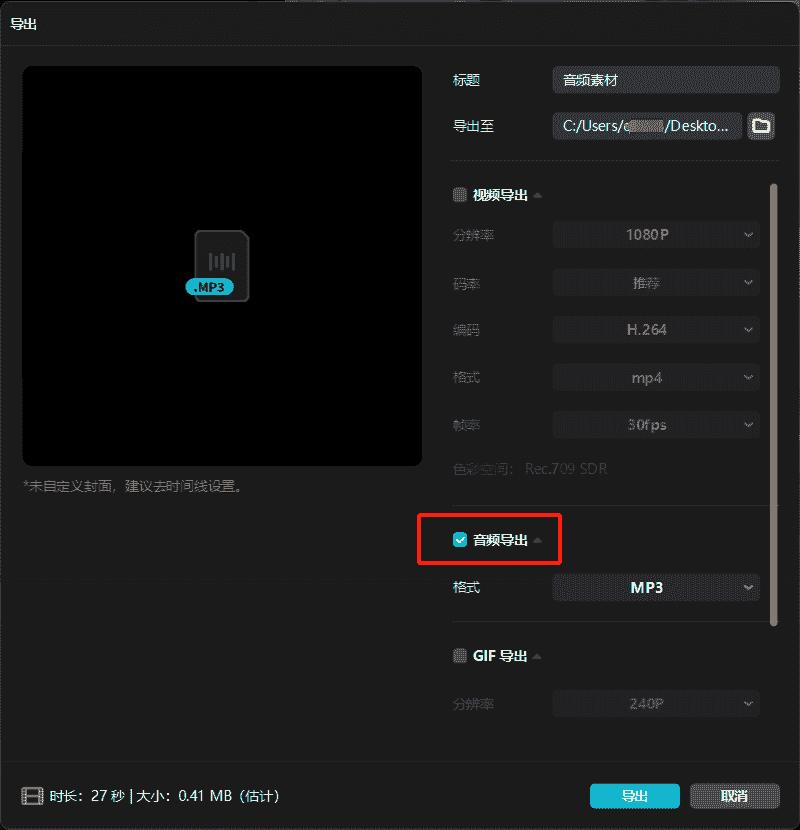 导出
标题 音频素材
导出至 C:/Users/c /Deskto...
.MP3
视频导出
分辨率 1080P
码率 推荐
编码 H.264
格式 mp4
帧率 30fps
色彩空间： Rec.709 SDR
*未自定义封面，建议去时间线设置。
音频导出
格式 MP3
GIF 导出
分辨率 240P
时长：27 秒 | 大小：0.41 MB（估计）
导出 取消